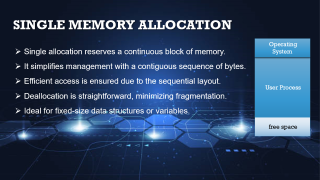 SINGLE MEMORY ALLOCATION
➢ Single allocation reserves a continuous block of memory.
➢ It simplifies management with a contiguous sequence of bytes.
➢ Efficient access is ensured due to the sequential layout.
➢ Deallocation is straightforward, minimizing fragmentation.
➢ Ideal for fixed-size data structures or variables.
Operating
System
User Process
free space